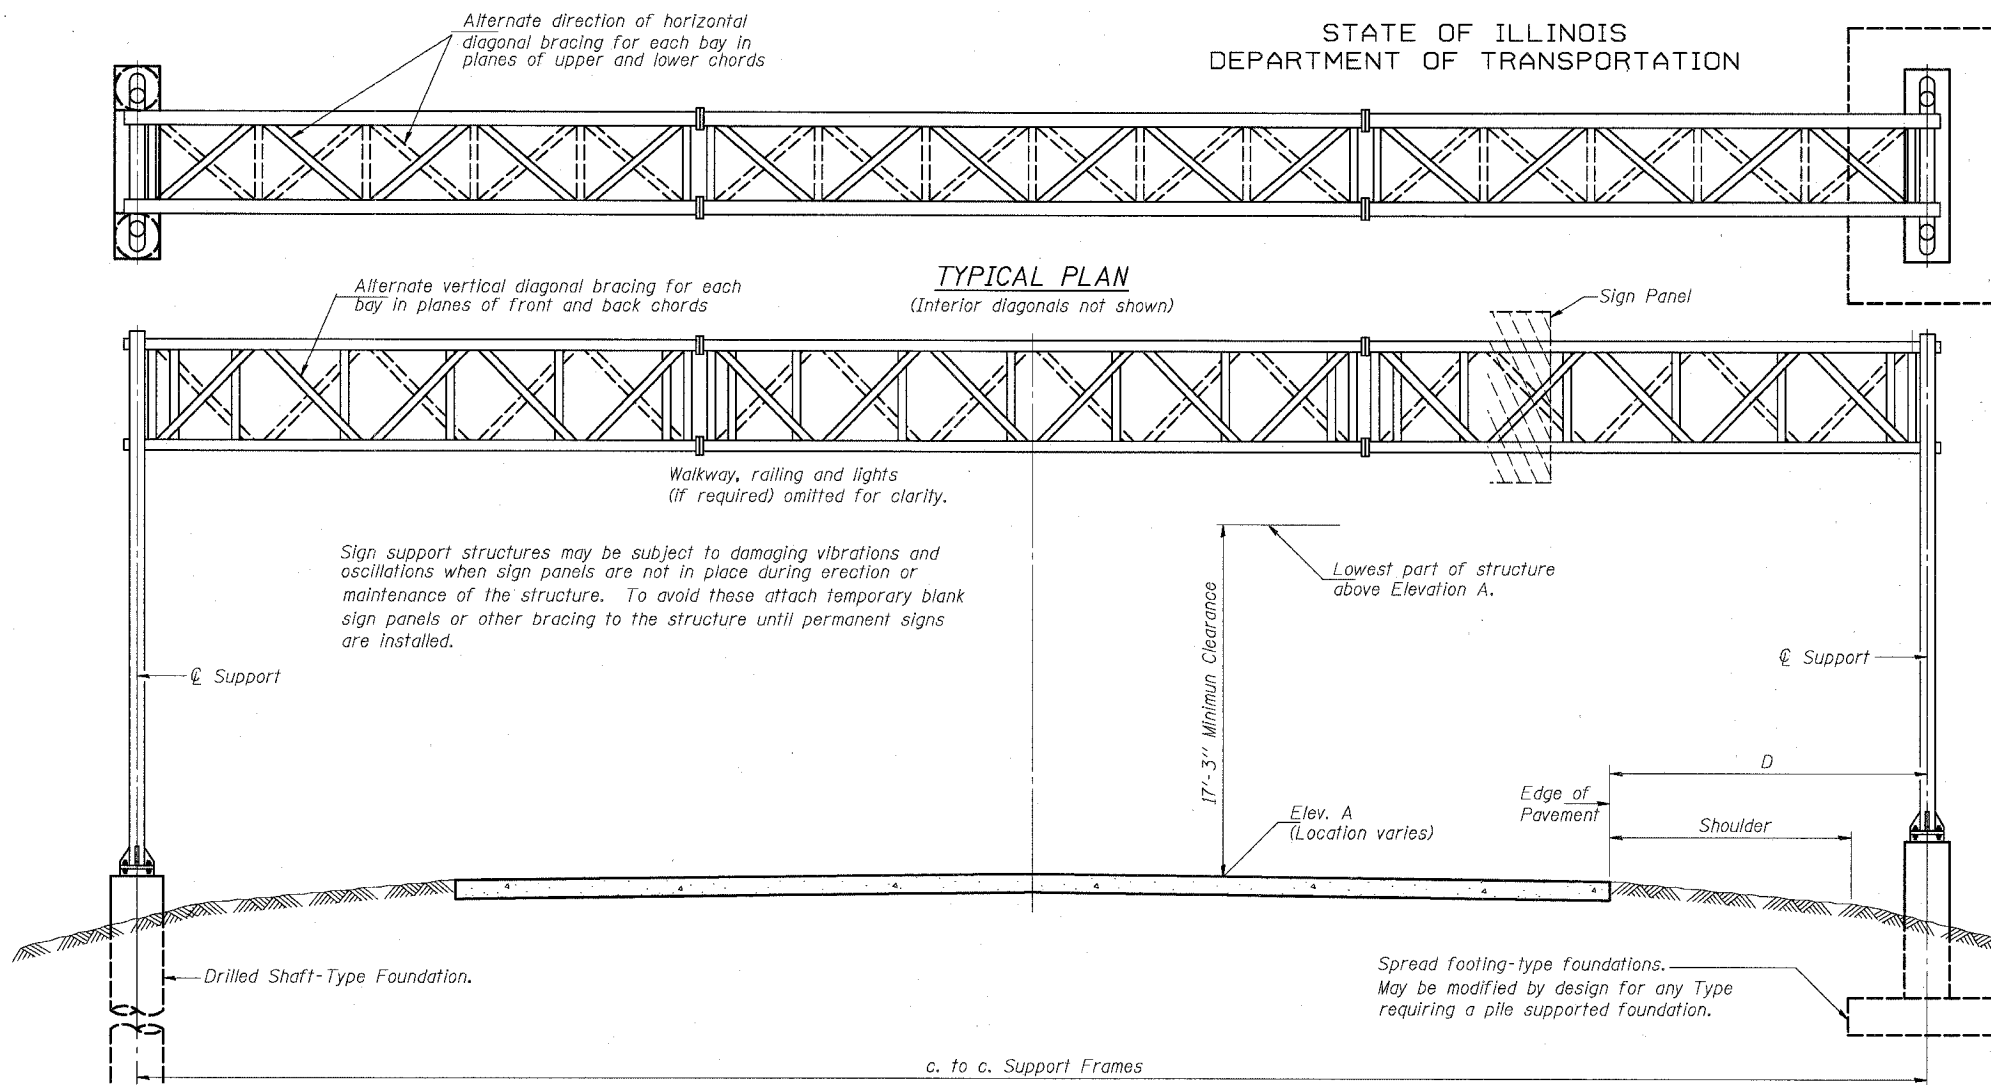 Alternate direction of horizontal
diagonal bracing for each bay in
planes of upper and lower chords
STATE OF ILLINOIS
DEPARTMENT OF TRANSPORTATION
TYPICAL PLAN
(Interior diagonals not shown)
Alternate vertical diagonal bracing for each
bay in planes of front and back chords
Sign Panel
Walkway, railing and lights
(if required) omitted for clarity.
Sign support structures may be subject to damaging vibrations and
oscillations when sign panels are not in place during erection or
maintenance of the structure. To avoid these attach temporary blank
sign panels or other bracing to the structure until permanent signs
are installed.
Lowest part of structure
above Elevation A.
17'-3" Minimun Clearance
℄ Support
℄ Support
D
Edge of
Pavement
Shoulder
Elev. A
(Location varies)
Drilled Shaft-Type Foundation.
Spread footing-type foundations.
May be modified by design for any Type
requiring a pile supported foundation.
c. to c. Support Frames